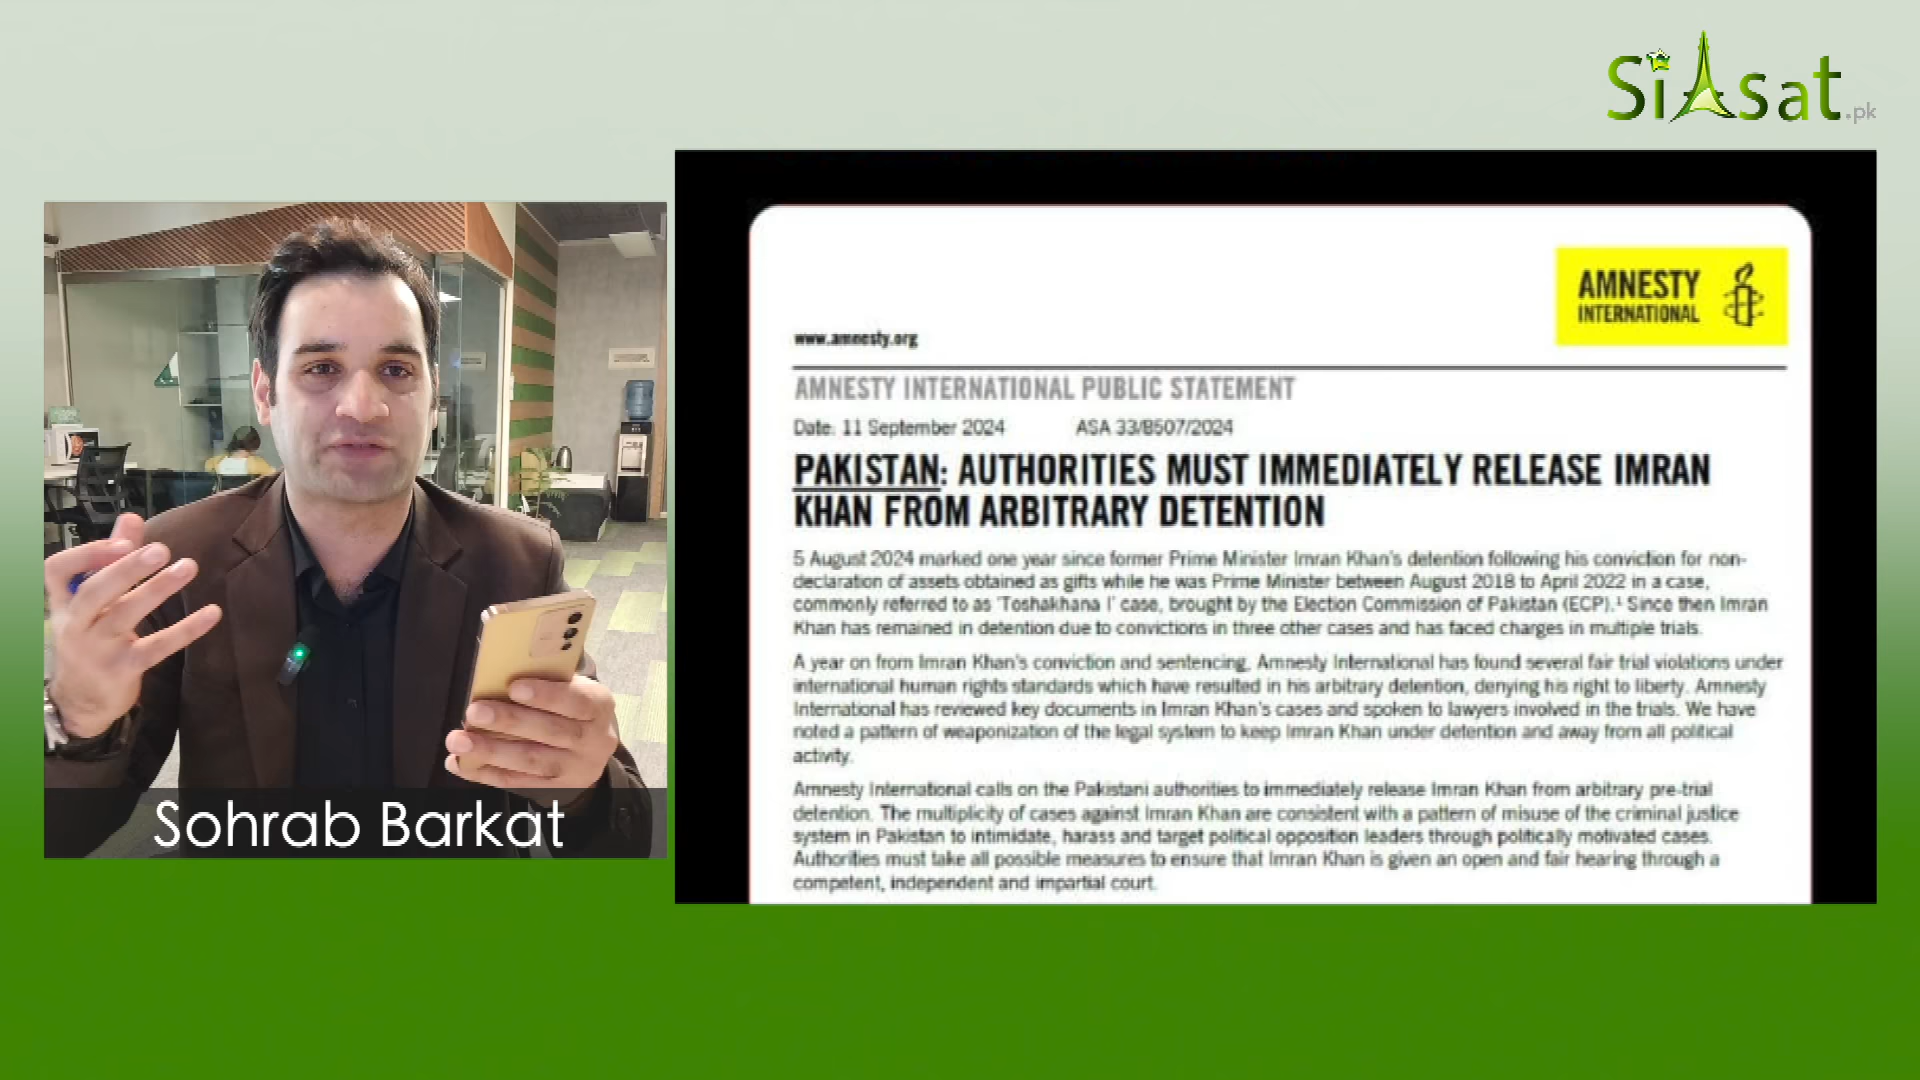 SiAsat.pk
AMNESTY
INTERNATIONAL
www.amnesty.org
AMNESTY INTERNATIONAL PUBLIC STATEMENT
Date: 11 September 2024 ASA 33/8507/2024
PAKISTAN: AUTHORITIES MUST IMMEDIATELY RELEASE IMRAN
KHAN FROM ARBITRARY DETENTION
5 August 2024 marked one year since former Prime Minister Imran Khan's detention following his conviction for non-
declaration of assets obtained as gifts while he was Prime Minister between August 2018 to April 2022 in a case,
commonly referred to as 'Toshakhana I' case, brought by the Election Commission of Pakistan (ECP).¹ Since then Imran
Khan has remained in detention due to convictions in three other cases and has faced charges in multiple trials.
A year on from Imran Khan's conviction and sentencing, Amnesty International has found several fair trial violations under
international human rights standards which have resulted in his arbitrary detention, denying his right to liberty. Amnesty
International has reviewed key documents in Imran Khan's cases and spoken to lawyers involved in the trials. We have
noted a pattern of weaponization of the legal system to keep Imran Khan under detention and away from all political
activity.
Amnesty International calls on the Pakistani authorities to immediately release Imran Khan from arbitrary pre-trial
detention. The multiplicity of cases against Imran Khan are consistent with a pattern of misuse of the criminal justice
system in Pakistan to intimidate, harass and target political opposition leaders through politically motivated cases.
Authorities must take all possible measures to ensure that Imran Khan is given an open and fair hearing through a
competent, independent and impartial court.
Sohrab Barkat